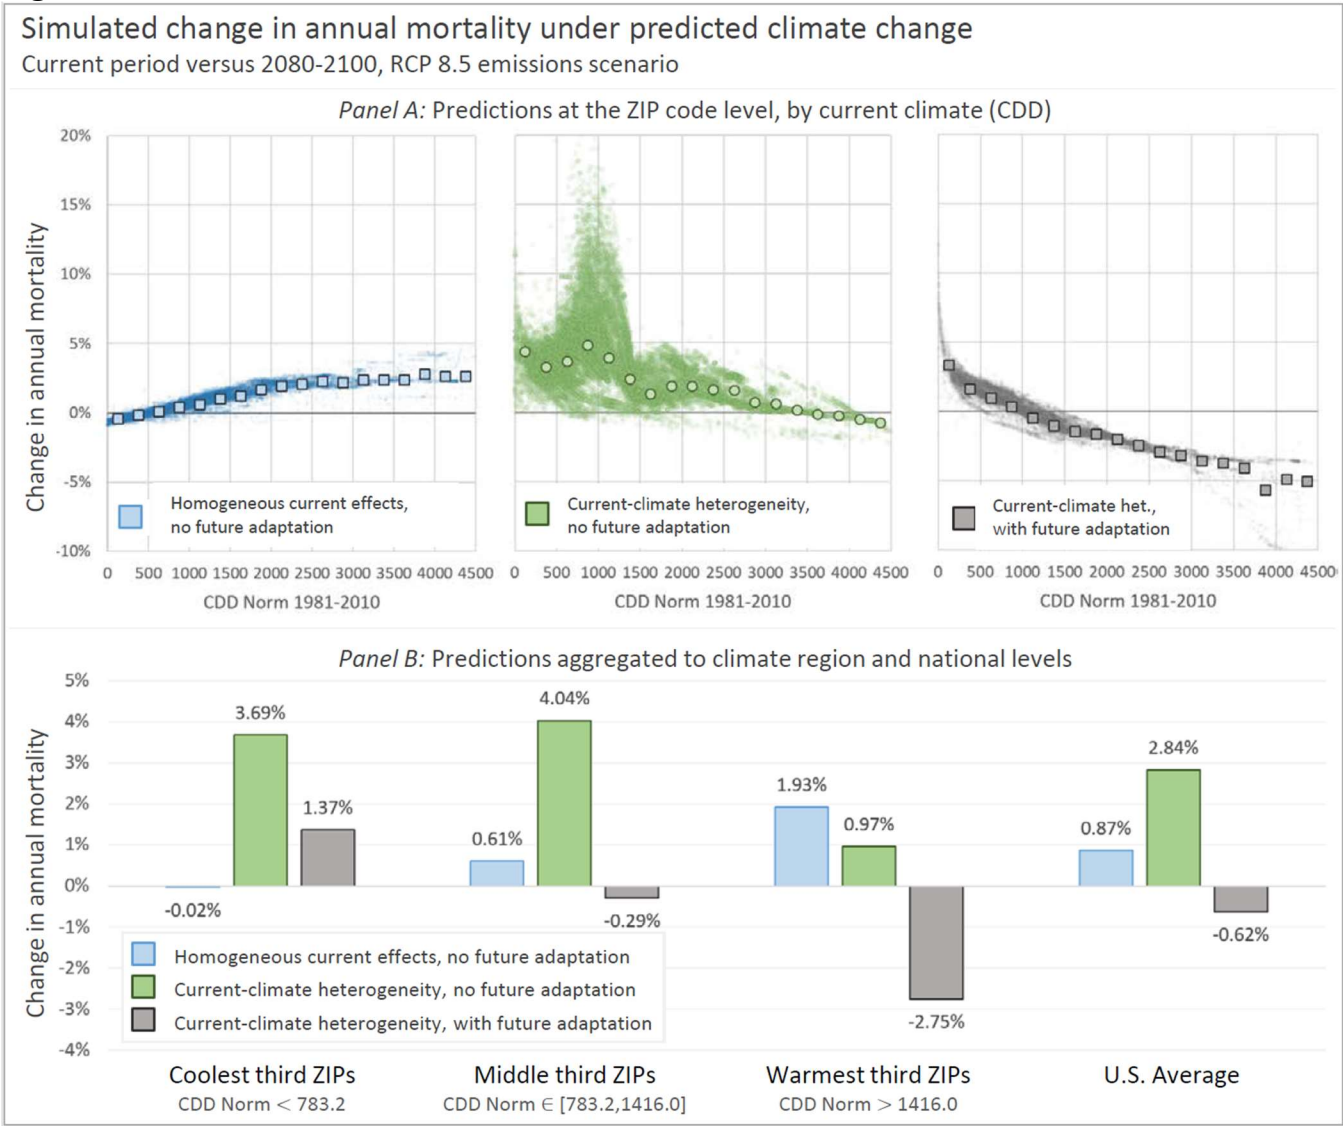 Simulated change in annual mortality under predicted climate change
Current period versus 2080-2100, RCP 8.5 emissions scenario
Panel A: Predictions at the ZIP code level, by current climate (CDD)
Change in annual mortality
20%
15%
10%
5%
0%
-5%
-10%
Homogeneous current effects,
no future adaptation
Current-climate heterogeneity,
no future adaptation
Current-climate het.,
with future adaptation
0 500 1000 1500 2000 2500 3000 3500 4000 4500
0 500 1000 1500 2000 2500 3000 3500 4000 4500
0 500 1000 1500 2000 2500 3000 3500 4000 4500
CDD Norm 1981-2010
CDD Norm 1981-2010
CDD Norm 1981-2010
Panel B: Predictions aggregated to climate region and national levels
Change in annual mortality
5%
4%
3%
2%
1%
0%
-1%
-2%
-3%
-4%
-0.02%
3.69%
1.37%
0.61%
4.04%
-0.29%
1.93%
0.97%
-2.75%
0.87%
2.84%
-0.62%
Homogeneous current effects, no future adaptation
Current-climate heterogeneity, no future adaptation
Current-climate heterogeneity, with future adaptation
Coolest third ZIPs
CDD Norm < 783.2
Middle third ZIPs
CDD Norm ∈ [783.2,1416.0]
Warmest third ZIPs
CDD Norm > 1416.0
U.S. Average